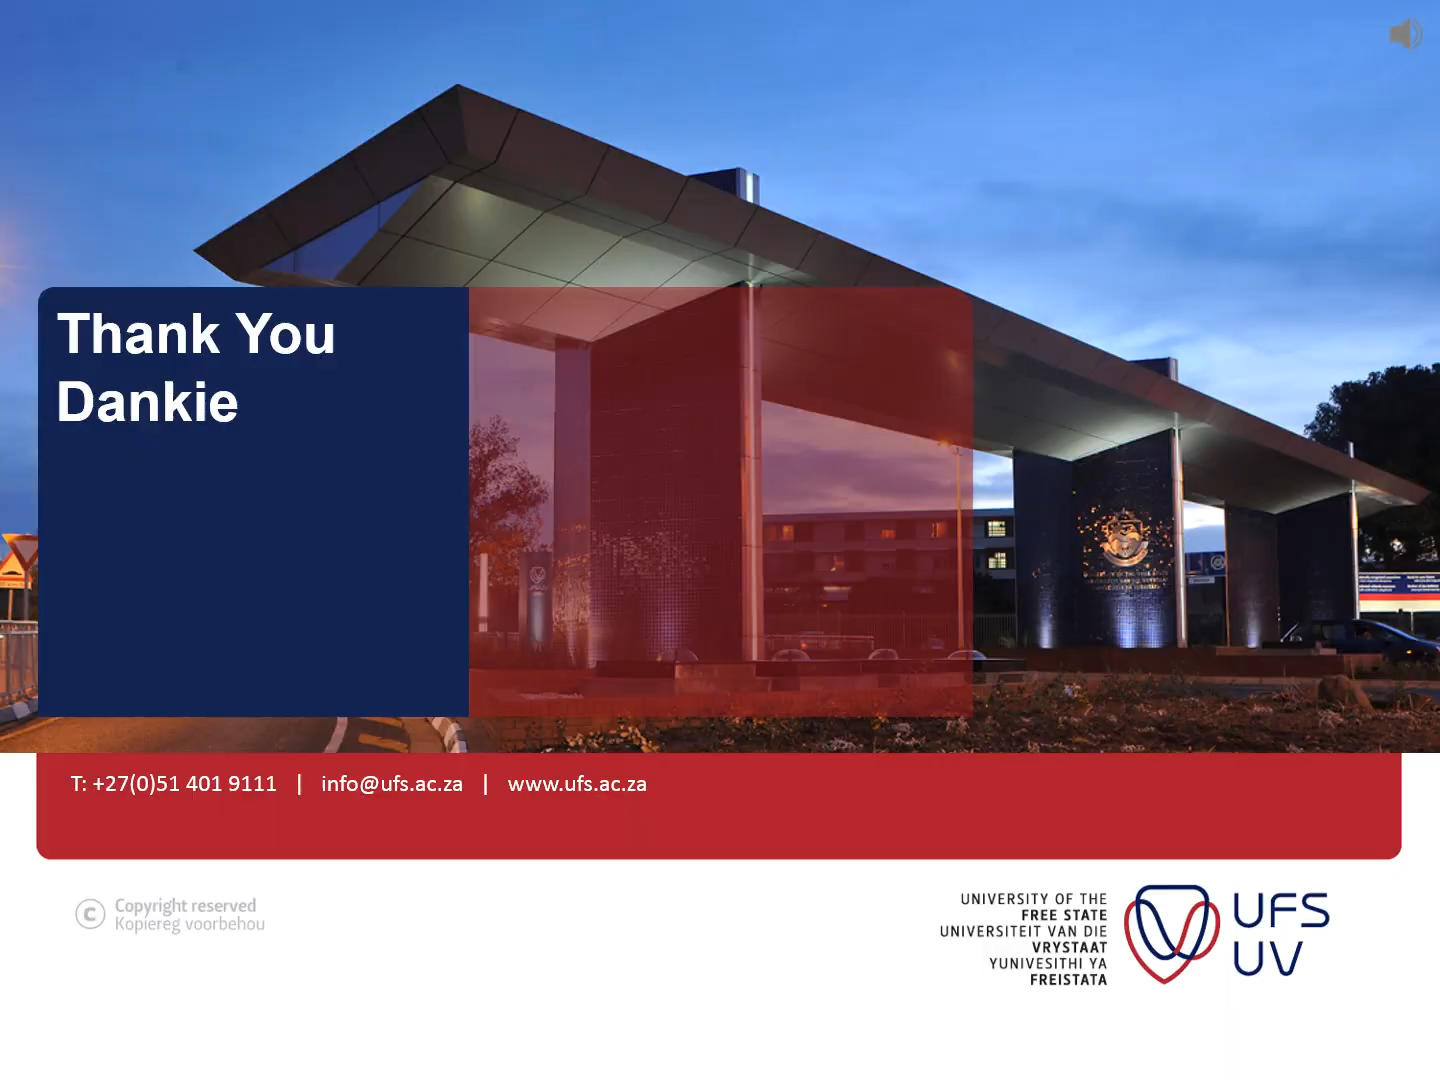 Thank You
Dankie
T: +27(0)51 401 9111 | info@ufs.ac.za | www.ufs.ac.za
C Copyright reserved
Kopiereg voorbehou
UNIVERSITY OF THE
FREE STATE
UNIVERSITEIT VAN DIE
VRYSTAAT
YUNIVESITHI YA
FREISTATA
UFS
UV